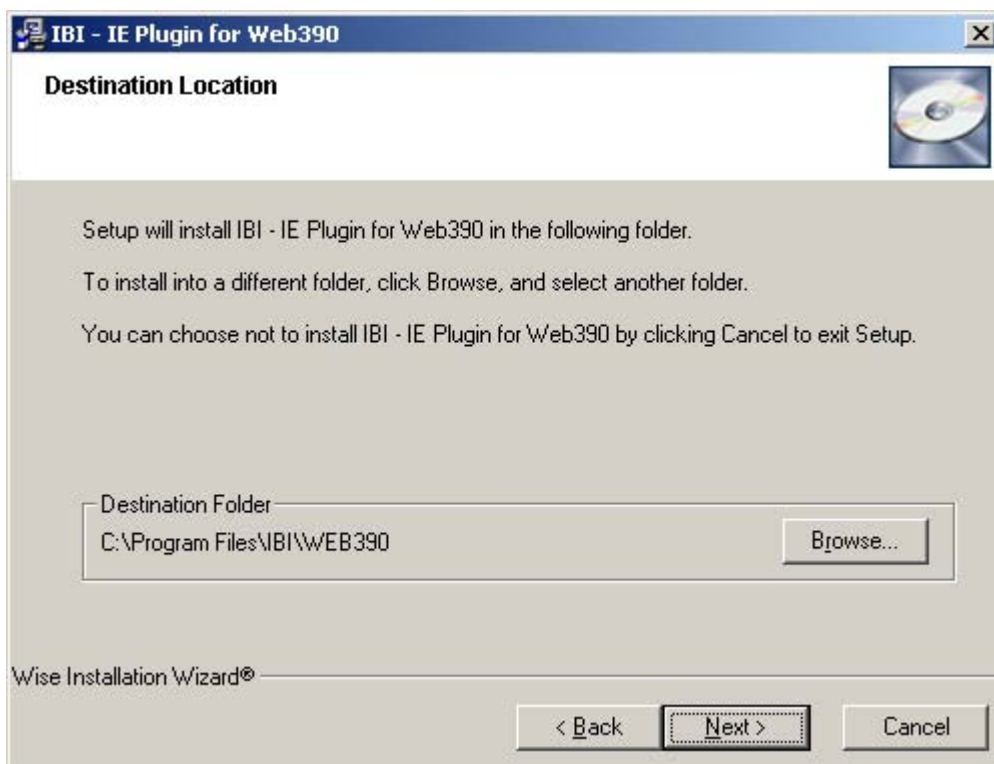 IBI - IE Plugin for Web390
Destination Location
Setup will install IBI - IE Plugin for Web390 in the following folder.
To install into a different folder, click Browse, and select another folder.
You can choose not to install IBI - IE Plugin for Web390 by clicking Cancel to exit Setup.
Destination Folder
C:\Program Files\IBI\WEB390
Browse...
Wise Installation Wizard®
< Back
Next >
Cancel